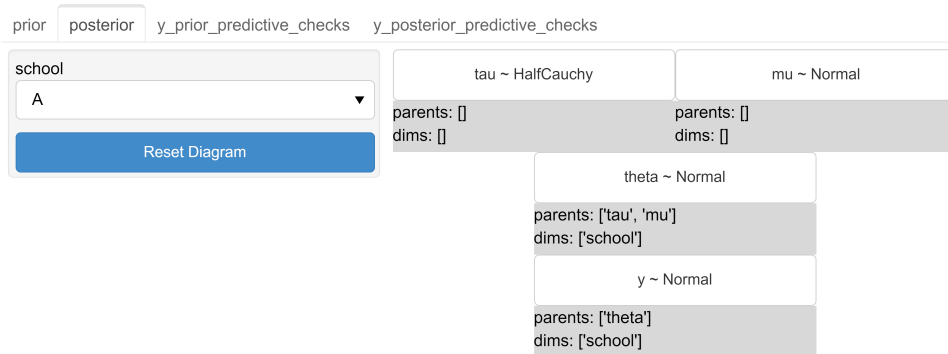 prior posterior y_prior_predictive_checks y_posterior_predictive_checks
school
A
Reset Diagram
tau ~ HalfCauchy
parents: []
dims: []
mu ~ Normal
parents: []
dims: []
theta ~ Normal
parents: ['tau', 'mu']
dims: ['school']
y ~ Normal
parents: ['theta']
dims: ['school']